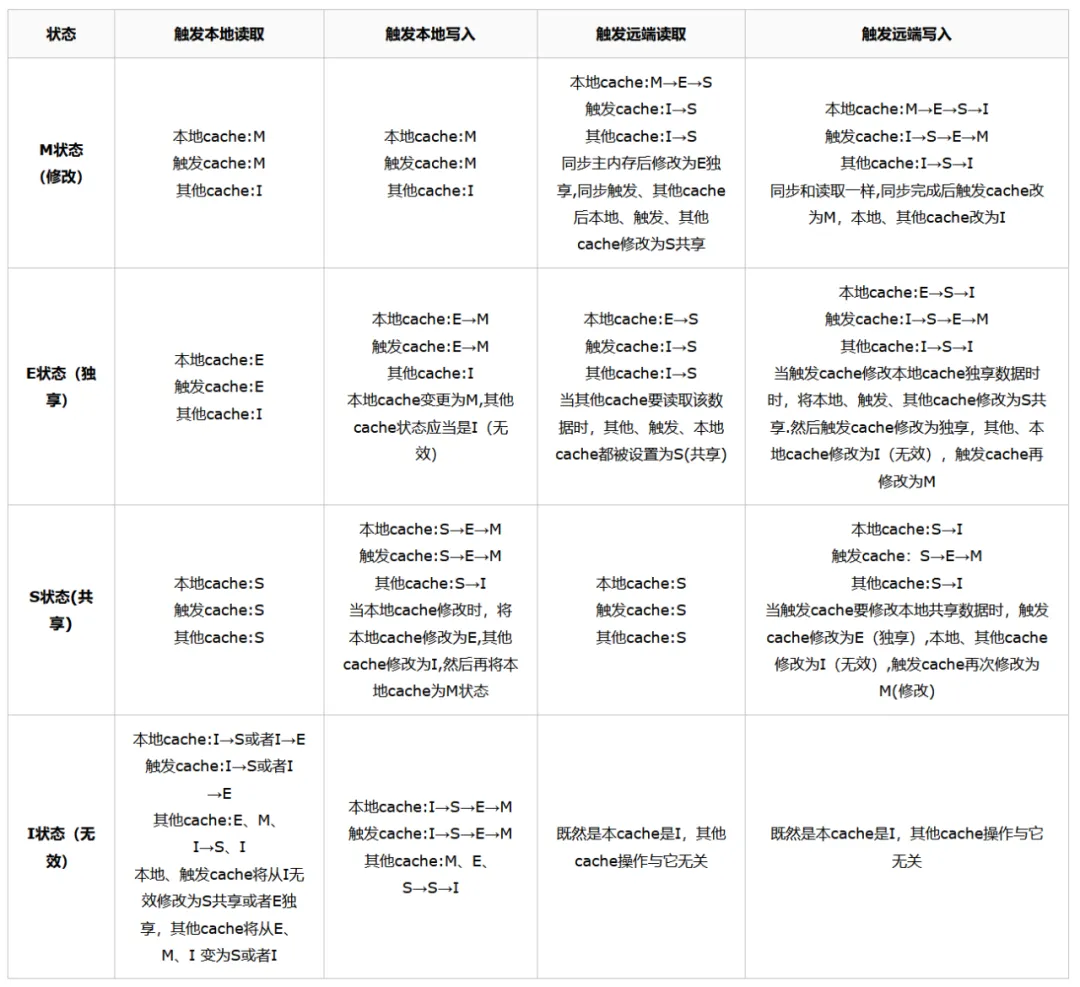 状态
触发本地读取
触发本地写入
触发远端读取
触发远端写入
M状态
（修改）
本地cache:M
触发cache:M
其他cache:I
本地cache:M
触发cache:M
其他cache:I
本地cache:M→E→S
触发cache:I→S
其他cache:I→S
同步主内存后修改为E独
享,同步触发、其他cache
后本地、触发、其他
cache修改为S共享
本地cache:M→E→S→I
触发cache:I→S→E→M
其他cache:I→S→I
同步和读取一样,同步完成后触发cache改
为M，本地、其他cache改为I
E状态（独
享）
本地cache:E
触发cache:E
其他cache:I
本地cache:E→M
触发cache:E→M
其他cache:I
本地cache变更为M,其他
cache状态应当是I（无
效）
本地cache:E→S
触发cache:I→S
其他cache:I→S
当其他cache要读取该数
据时，其他、触发、本地
cache都被设置为S(共享)
本地cache:E→S→I
触发cache:I→S→E→M
其他cache:I→S→I
当触发cache修改本地cache独享数据时
时，将本地、触发、其他cache修改为S共
享.然后触发cache修改为独享，其他、本
地cache修改为I（无效），触发cache再
修改为M
S状态(共
享)
本地cache:S
触发cache:S
其他cache:S
本地cache:S→E→M
触发cache:S→E→M
其他cache:S→I
当本地cache修改时，将
本地cache修改为E,其他
cache修改为I,然后再将本
地cache为M状态
本地cache:S
触发cache:S
其他cache:S
本地cache:S→I
触发cache：S→E→M
其他cache:S→I
当触发cache要修改本地共享数据时，触发
cache修改为E（独享）,本地、其他cache
修改为I（无效）,触发cache再次修改为
M(修改)
I状态（无
效）
本地cache:I→S或者I→E
触发cache:I→S或者I
→E
其他cache:E、M、
I→S、I
本地、触发cache将从I无
效修改为S共享或者E独
享，其他cache将从E、
M、I 变为S或者I
本地cache:I→S→E→M
触发cache:I→S→E→M
其他cache:M、E、
S→S→I
既然是本cache是I，其他
cache操作与它无关
既然是本cache是I，其他cache操作与它
无关